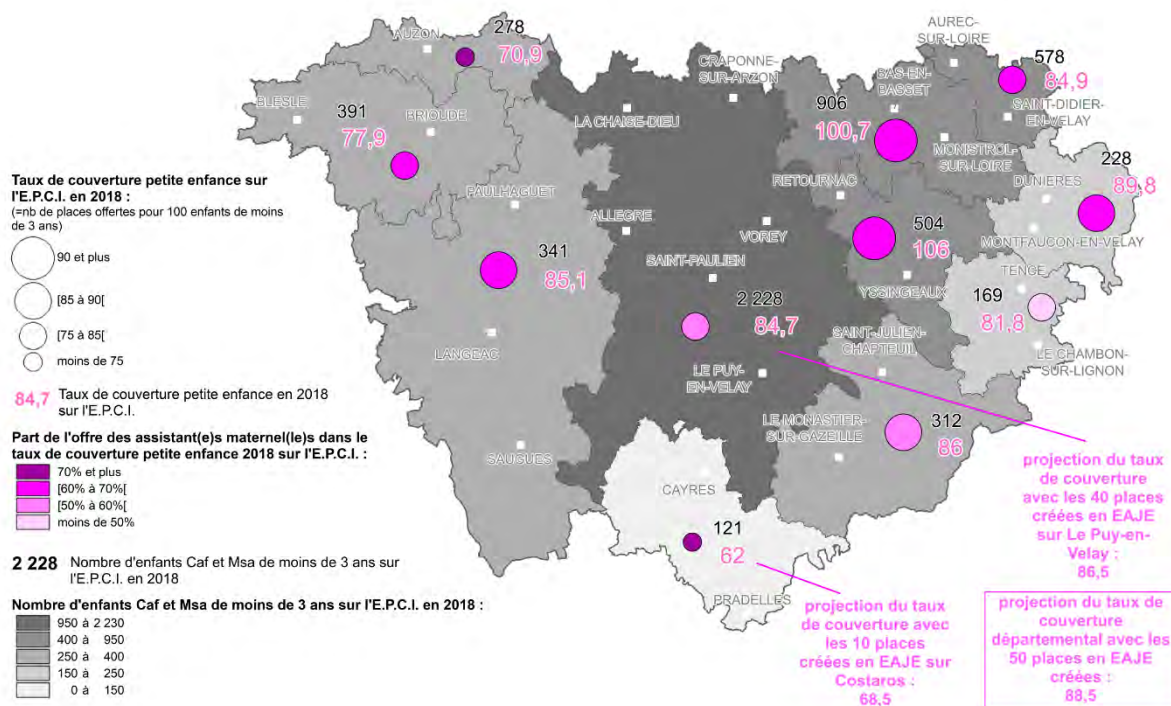 Taux de couverture petite enfance sur
l'E.P.C.I. en 2018 :
(=nb de places offertes pour 100 enfants de moins
de 3 ans)
90 et plus
[85 à 90[
[75 à 85[
moins de 75
84,7 Taux de couverture petite enfance en 2018
sur l'E.P.C.I.
Part de l'offre des assistant(e)s maternel(le)s dans le
taux de couverture petite enfance 2018 sur l'E.P.C.I. :
70% et plus
[60% à 70%[
[50% à 60%[
moins de 50%
2 228 Nombre d'enfants Caf et Msa de moins de 3 ans sur
l'E.P.C.I. en 2018
Nombre d'enfants Caf et Msa de moins de 3 ans sur l'E.P.C.I. en 2018 :
950 à 2 230
400 à 950
250 à 400
150 à 250
0 à 150
AUZON
278
70,9
BLESLE
391
77,9
BRIOUDE
PAULHAGUET
341
85,1
LANGEAC
SAUGUES
CRAPONNE-
SUR-ARZON
LA CHAISE-DIEU
ALLEGRE
VOREY
SAINT-PAULIEN
2 228
84,7
LE PUY-
EN-VELAY
AUREC-
SUR-LOIRE
578
84,9
SAINT-DIDIER-
EN-VELAY
BAS-EN-
BASSET
906
100,7
MONISTROL-
SUR-LOIRE
RETOURNAC
504
106
YSSINGEAUX
228
DUNIERES
89,8
MONTFAUCON-EN-VELAY
TENCE
169
81,8
LE CHAMBON-
SUR-LIGNON
SAINT-JULIEN-
CHAPTEUIL
LE MONASTIER-
SUR-GAZEILLE
312
86
CAYRES
121
62
PRADELLES
projection du taux
de couverture
avec les 40 places
créées en EAJE
sur Le Puy-en-
Velay :
86,5
projection du taux
de couverture avec
les 10 places
créées en EAJE sur
Costaros :
68,5
projection du taux de
couverture
départemental avec les
50 places en EAJE
créées :
88,5